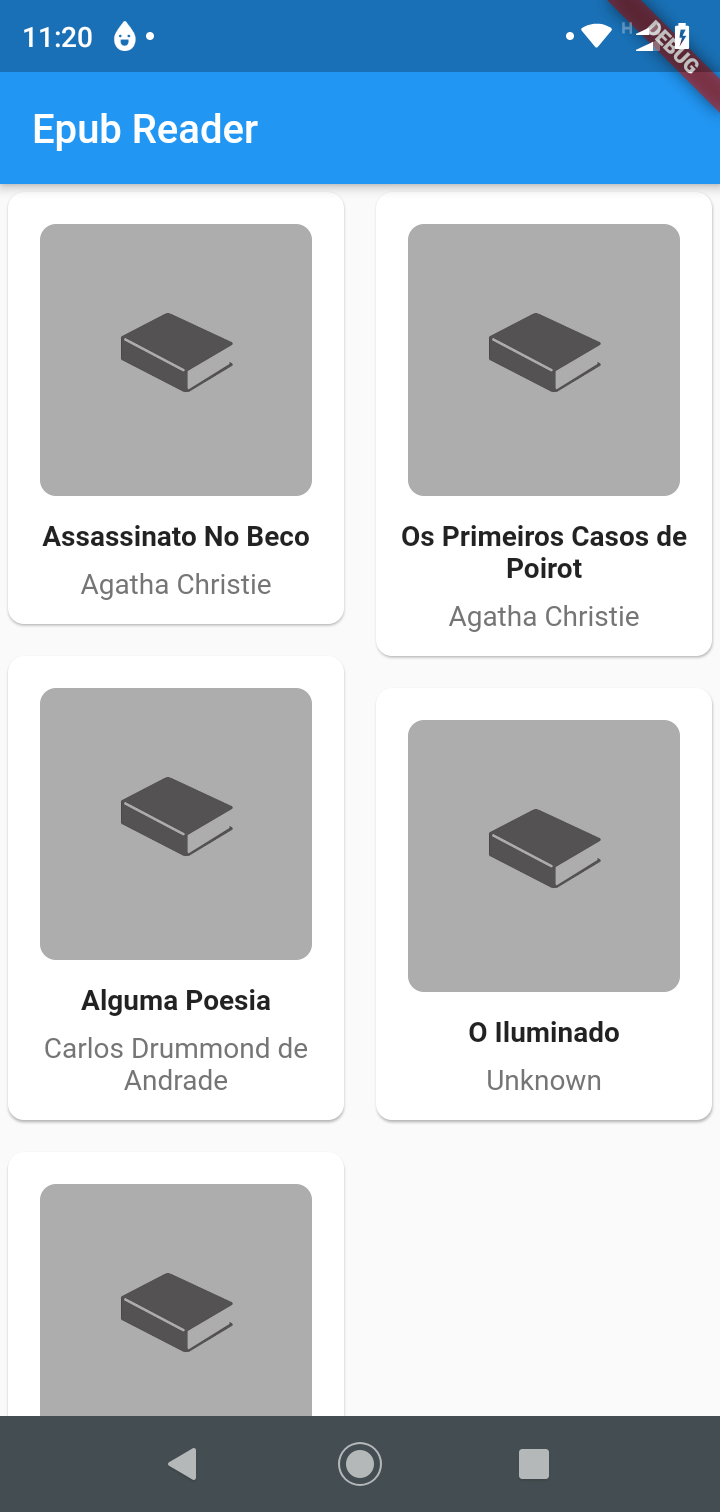 11:20
H
DEBUG
Epub Reader
Assassinato No Beco
Agatha Christie
Os Primeiros Casos de
Poirot
Agatha Christie
Alguma Poesia
Carlos Drummond de
Andrade
O Iluminado
Unknown